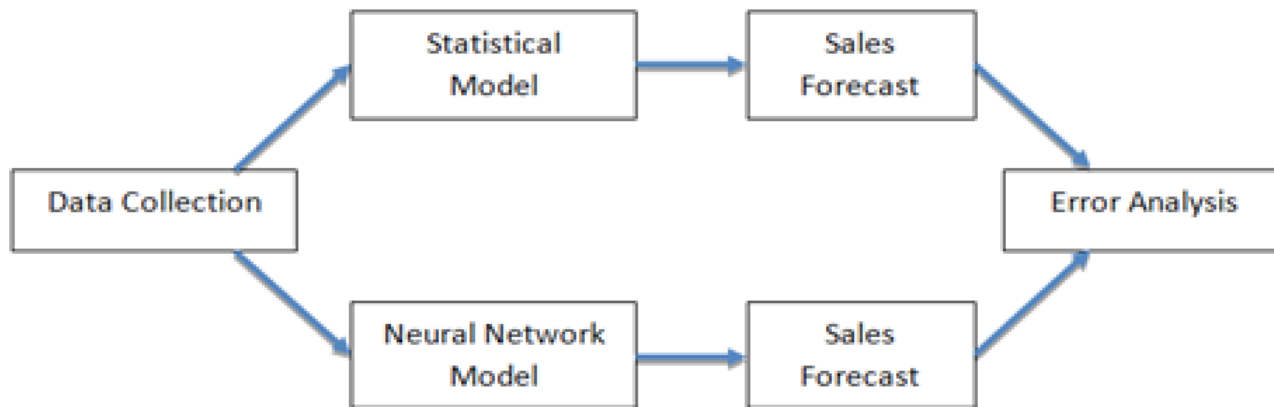 Statistical
Model
Sales
Forecast
Data Collection
Error Analysis
Neural Network
Model
Sales
Forecast